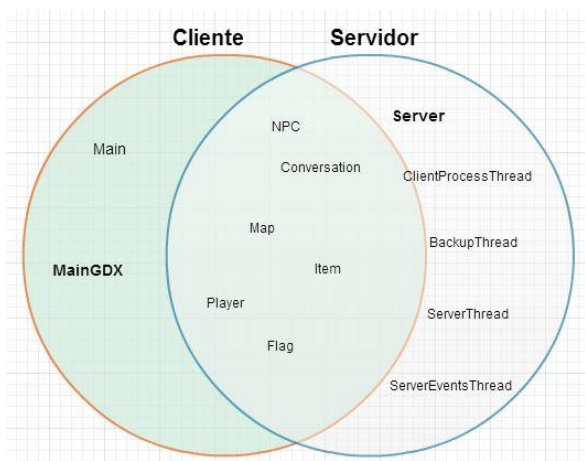 Cliente
Servidor
NPC
Server
Main
Conversation
ClientProcessThread
Map
BackupThread
MainGDX
Item
Player
ServerThread
Flag
ServerEventsThread